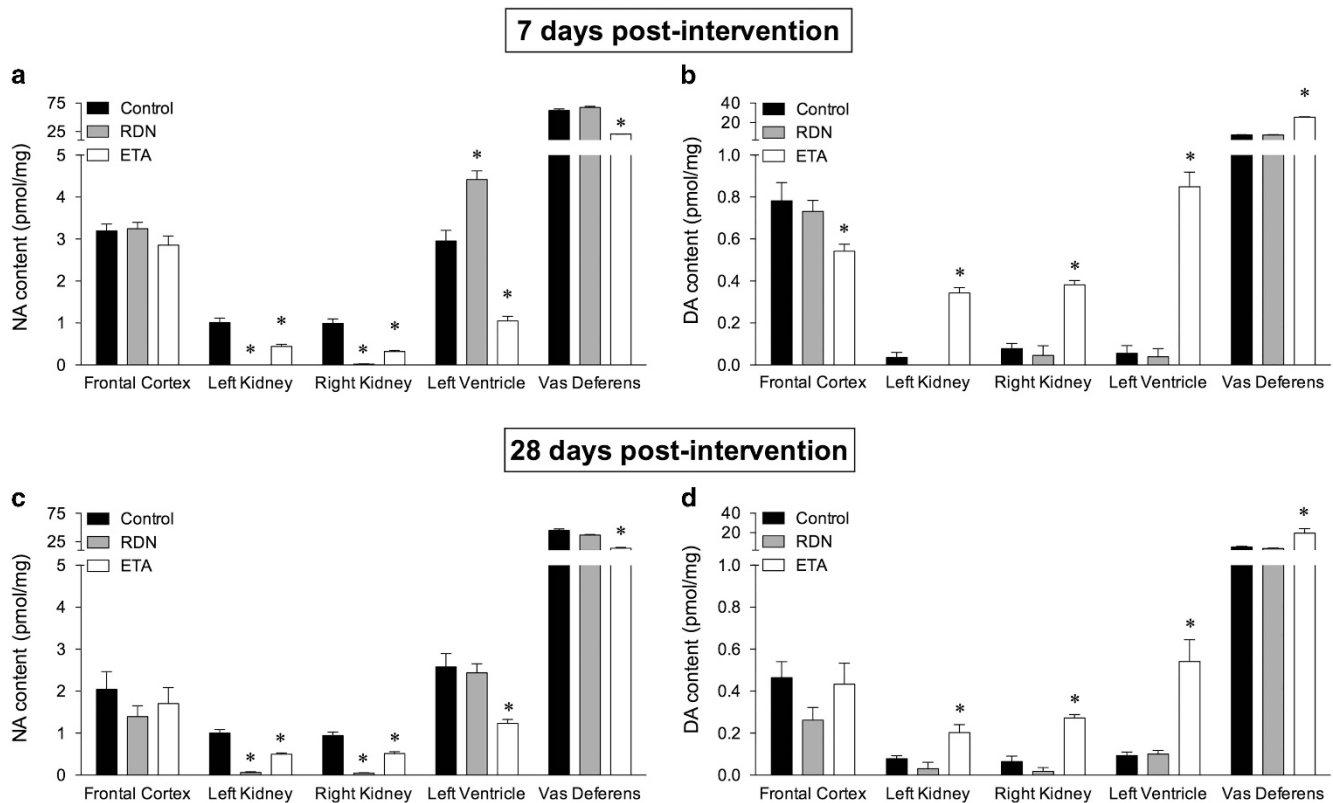 7 days post-intervention
a
NA content (pmol/mg)
75
25
5
4
3
2
1
0
Control
RDN
ETA
*
*
*
*
*
*
*
Frontal Cortex Left Kidney Right Kidney Left Ventricle Vas Deferens
b
DA content (pmol/mg)
40
20
1.0
0.8
0.6
0.4
0.2
0.0
Control
RDN
ETA
*
*
*
*
*
Frontal Cortex Left Kidney Right Kidney Left Ventricle Vas Deferens
28 days post-intervention
c
NA content (pmol/mg)
75
25
5
4
3
2
1
0
Control
RDN
ETA
*
*
*
*
*
*
Frontal Cortex Left Kidney Right Kidney Left Ventricle Vas Deferens
d
DA content (pmol/mg)
40
20
1.0
0.8
0.6
0.4
0.2
0.0
Control
RDN
ETA
*
*
*
*
Frontal Cortex Left Kidney Right Kidney Left Ventricle Vas Deferens